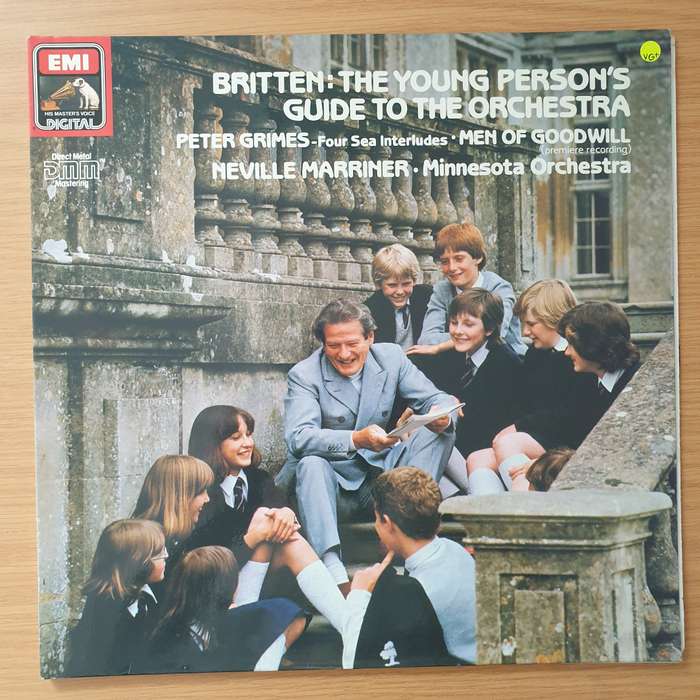 EMI
HIS MASTER'S VOICE
DIGITAL
Direct Metal
DMM
Mastering
VG+
BRITTEN: THE YOUNG PERSON'S
GUIDE TO THE ORCHESTRA
PETER GRIMES-Four Sea Interludes · MEN OF GOODWILL
(premiere recording)
NEVILLE MARRINER · Minnesota Orchestra